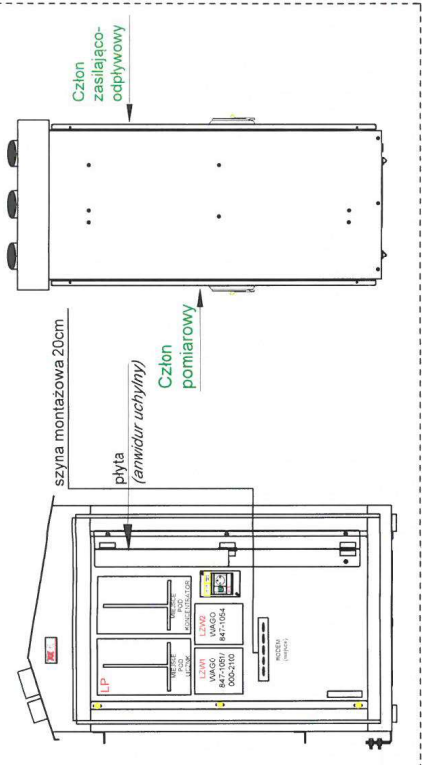 Człon
zasilająco-
odpływowy
Człon
pomiarowy
szyna montażowa 20cm
płyta
(anwidur uchylny)
LP
MIEJSCE
POD
LICZNIK
MIEJSCE
POD
KONCENTRATOR
LZW1
WAGO
847-1051/
000-2100
LZW2
WAGO
847-1054
MODEM